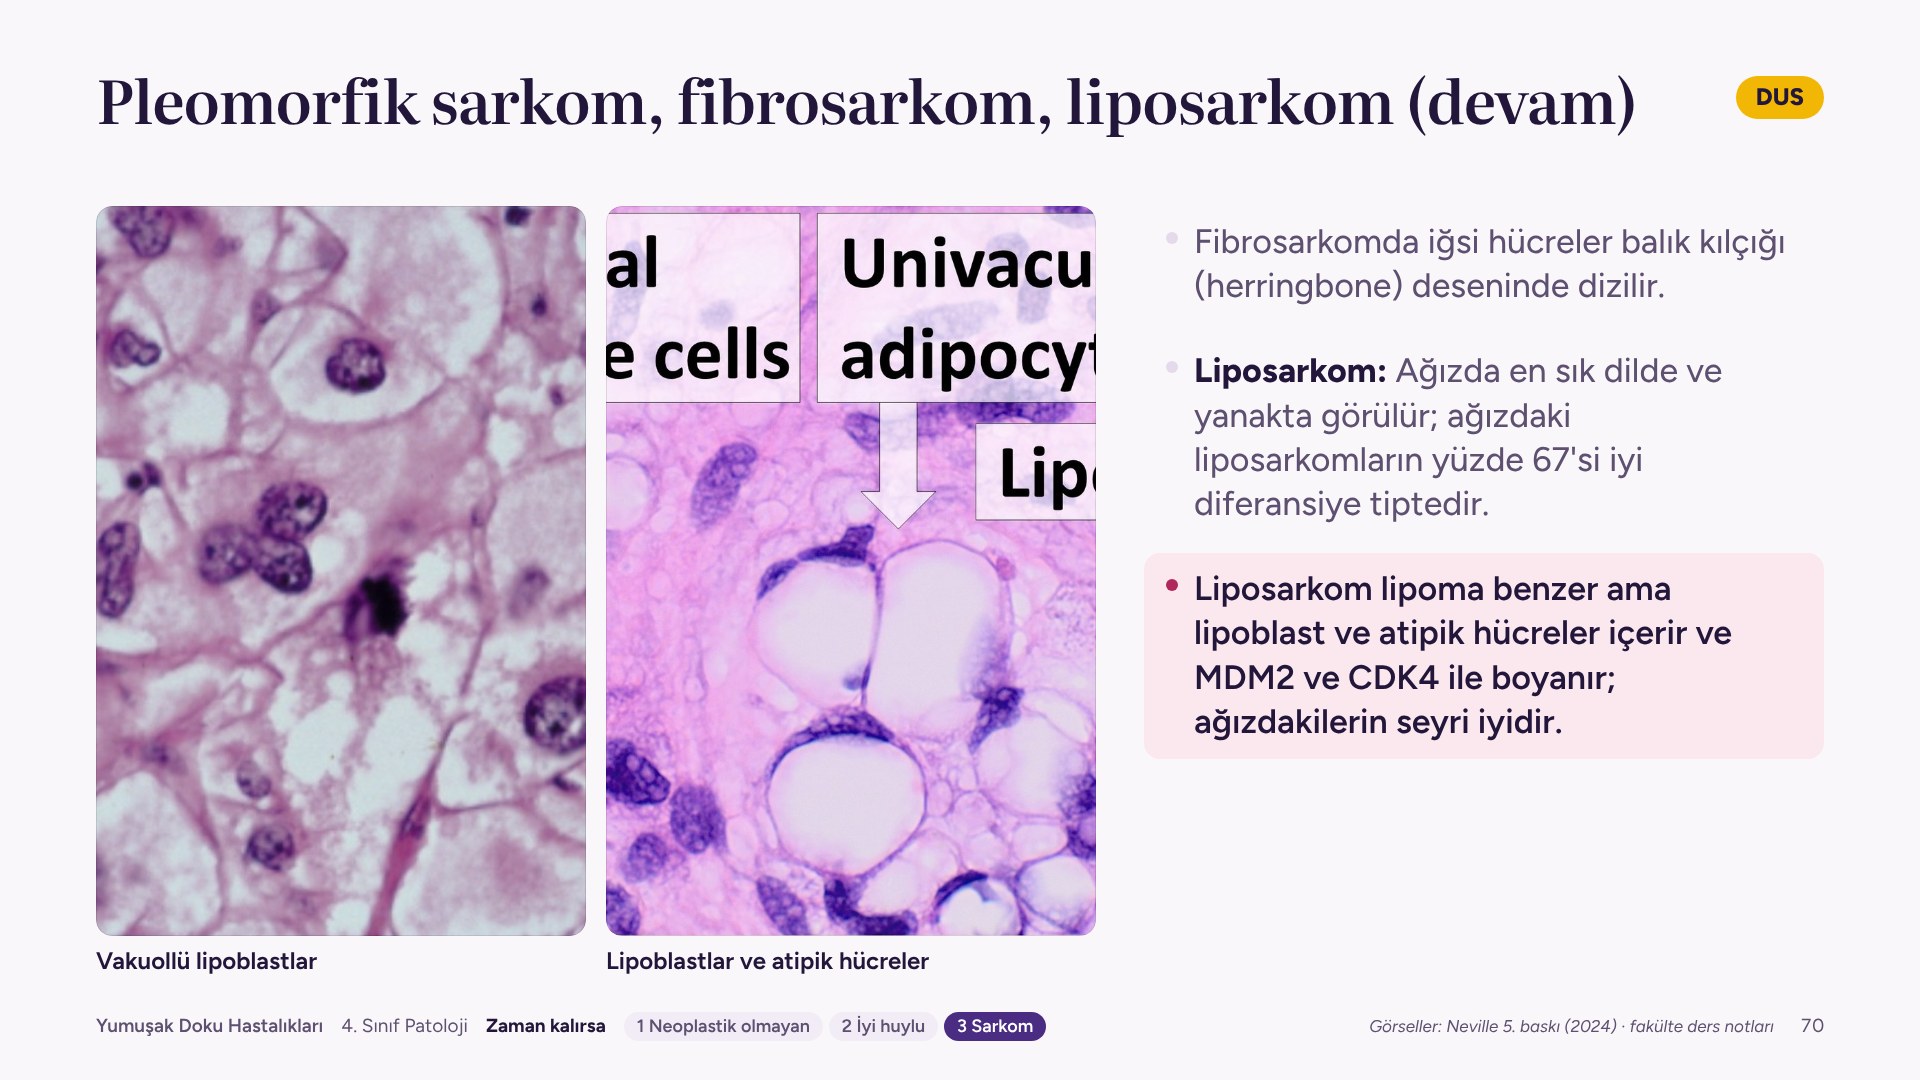 Pleomorfik sarkom, fibrosarkom, liposarkom (devam)
DUS
al
e cells
Univacu
adipocyt
Lip
Vakuollü lipoblastlar
Lipoblastlar ve atipik hücreler
Fibrosarkomda iğsi hücreler balık kılçığı
(herringbone) deseninde dizilir.
Liposarkom: Ağızda en sık dilde ve
yanakta görülür; ağızdaki
liposarkomların yüzde 67'si iyi
diferansiye tiptedir.
Liposarkom lipoma benzer ama
lipoblast ve atipik hücreler içerir ve
MDM2 ve CDK4 ile boyanır;
ağızdakilerin seyri iyidir.
Yumuşak Doku Hastalıkları 4. Sınıf Patoloji Zaman kalırsa 1 Neoplastik olmayan 2 İyi huylu 3 Sarkom
Görseller: Neville 5. baskı (2024) · fakülte ders notları 70